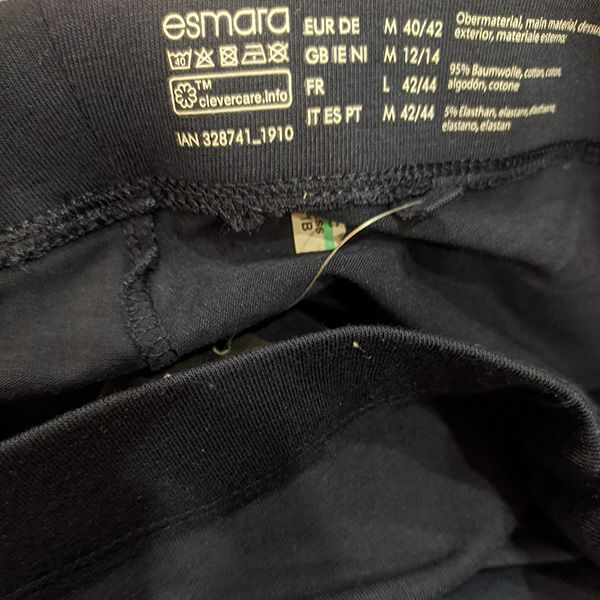 esmara
40
TM
clevercare.info
IAN 328741_1910
EUR DE M 40/42
GB IE NI M 12/14
FR L 42/44
IT ES PT M 42/44
Obermaterial, main material,
exterior, materiale esterno:
95% Baumwolle, cotton, coton,
algodón, cotone
5% Elasthan, elastane, élasthanne,
elastano, elastan